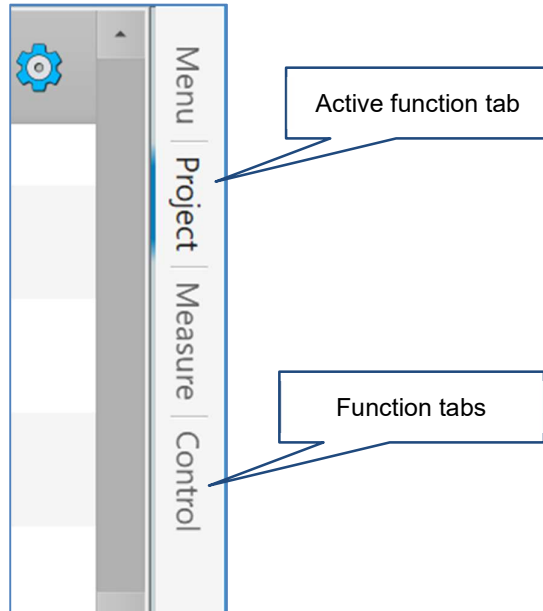 Menu
Project
Measure
Control
Active function tab
Function tabs